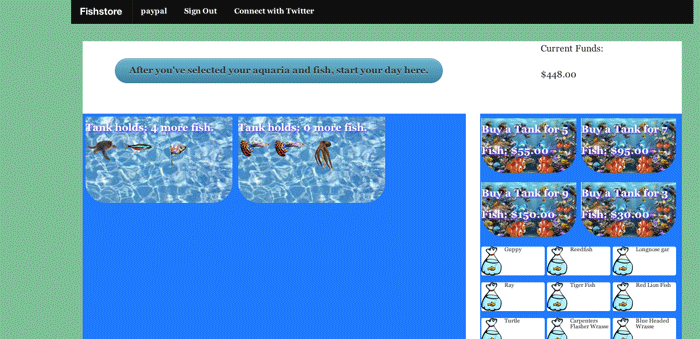 Fishstore paypal Sign Out Connect with Twitter
Current Funds:
After you've selected your aquaria and fish, start your day here.
$448.00
Tank holds: 4 more fish.
Tank holds: 0 more fish.
Buy a Tank for 5
Fish: $55.00
Buy a Tank for 7
Fish: $95.00
Buy a Tank for 9
Fish: $150.00
Buy a Tank for 3
Fish: $30.00
Guppy
Reedfish
Longnose gar
Ray
Tiger Fish
Red Lion Fish
Turtle
Carpenters
Flasher Wrasse
Blue Headed
Wrasse